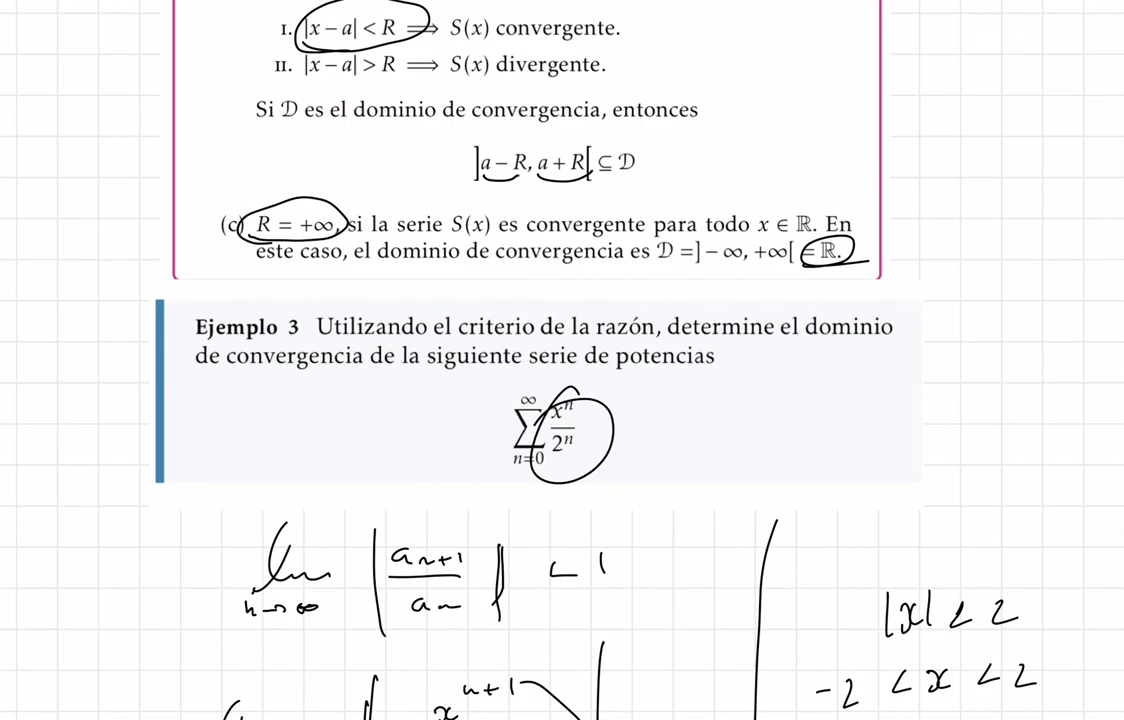 I. |x − a| < R ⟹ S(x) convergente.
II. |x − a| > R ⟹ S(x) divergente.
Si 𝒟 es el dominio de convergencia, entonces
]a − R, a + R[ ⊆ 𝒟
(c) R = +∞, si la serie S(x) es convergente para todo x ∈ ℝ. En
este caso, el dominio de convergencia es 𝒟 =] − ∞, +∞[ = ℝ.
Ejemplo 3 Utilizando el criterio de la razón, determine el dominio
de convergencia de la siguiente serie de potencias
∑_{n=0}^{∞} x^n / 2^n
lim_{n→∞} | a_{n+1} / a_n | < 1
|x| < 2
-2 < x < 2
x^{n+1}